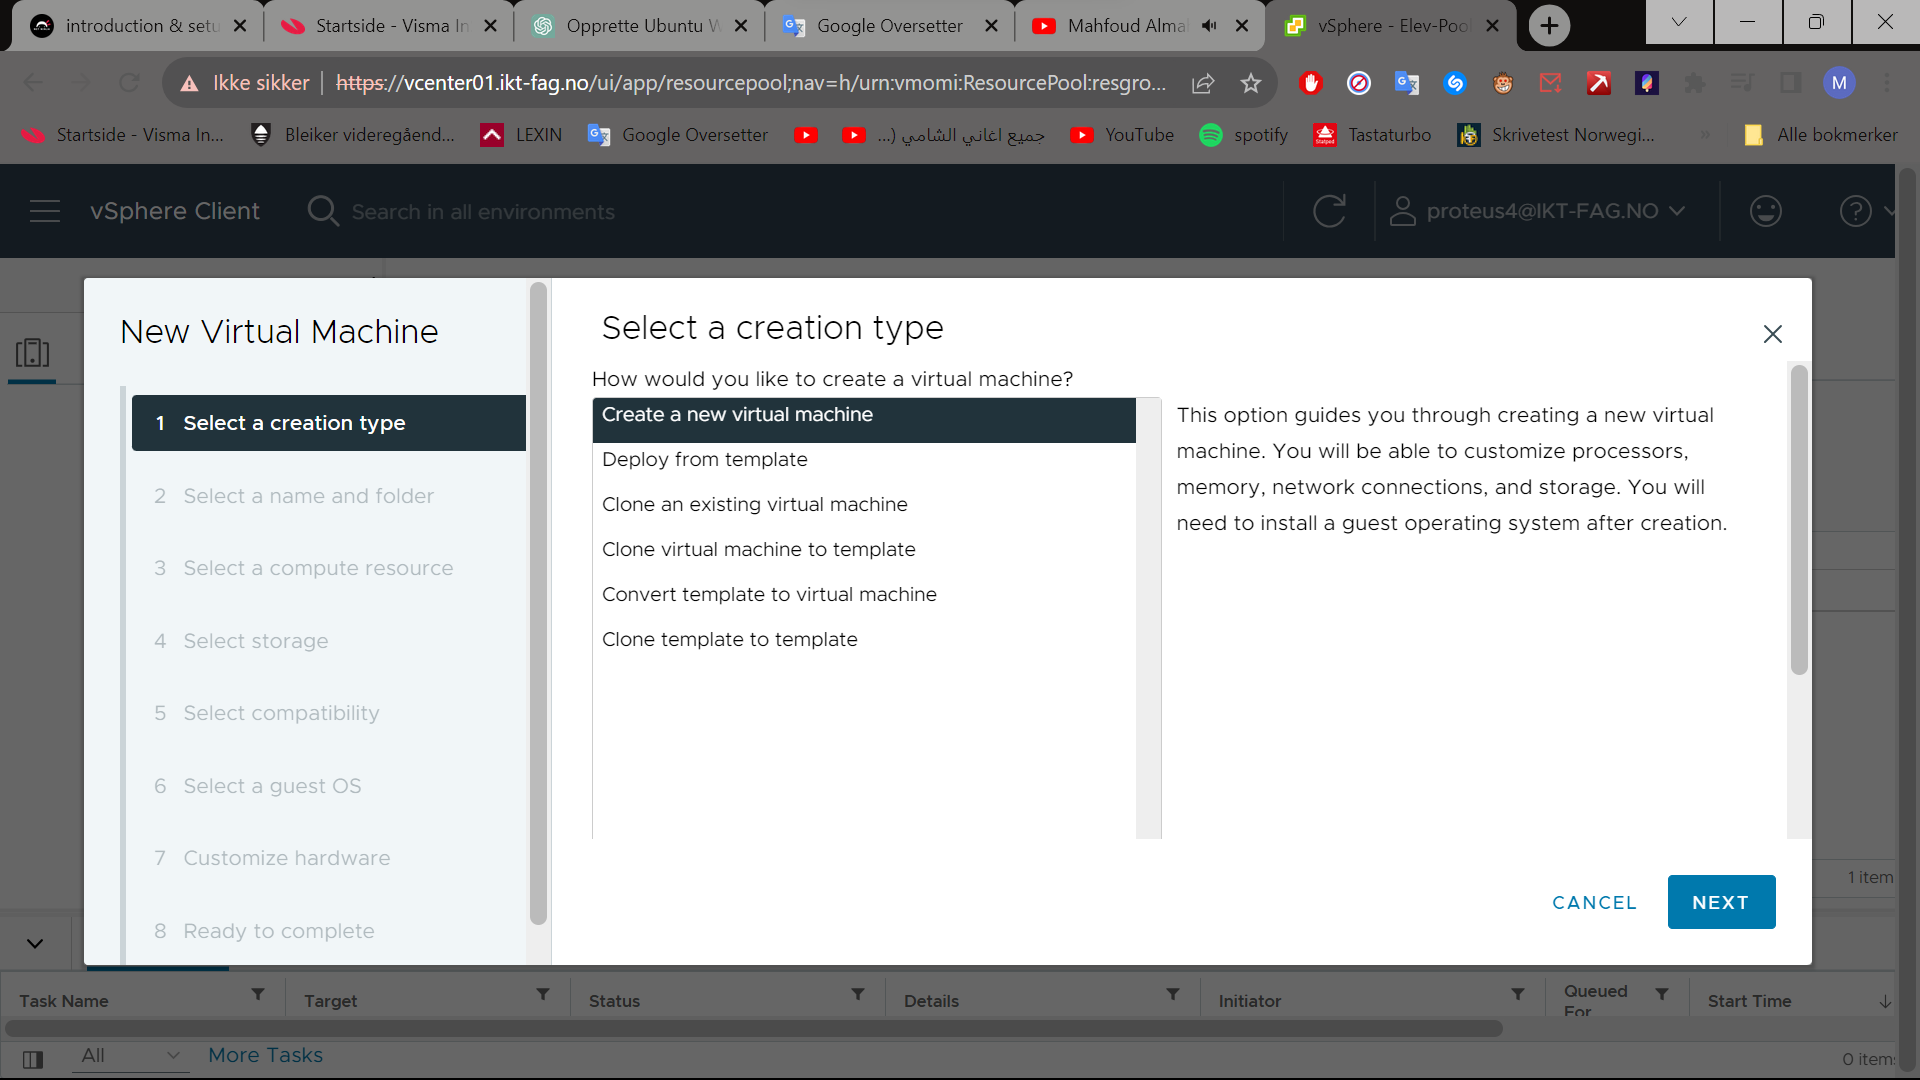 introduction & setu
Startside - Visma In
Opprette Ubuntu W
Google Oversetter
Mahfoud Almai
vSphere - Elev-Pool
Ikke sikker
https://vcenter01.ikt-fag.no/ui/app/resourcepool;nav=h/urn:vmomi:ResourcePool:resgro...
M
Startside - Visma In...
Bleiker videregåend...
LEXIN
Google Oversetter
جميع اغاني الشامي (...
YouTube
spotify
Tastaturbo
Skrivetest Norwegi...
»
Alle bokmerker
vSphere Client
Search in all environments
proteus4@IKT-FAG.NO
New Virtual Machine
1 Select a creation type
2 Select a name and folder
3 Select a compute resource
4 Select storage
5 Select compatibility
6 Select a guest OS
7 Customize hardware
8 Ready to complete
Select a creation type
How would you like to create a virtual machine?
Create a new virtual machine
Deploy from template
Clone an existing virtual machine
Clone virtual machine to template
Convert template to virtual machine
Clone template to template
This option guides you through creating a new virtual
machine. You will be able to customize processors,
memory, network connections, and storage. You will
need to install a guest operating system after creation.
CANCEL
NEXT
1 item
Task Name
Target
Status
Details
Initiator
Queued
For
Start Time
All
More Tasks
0 items